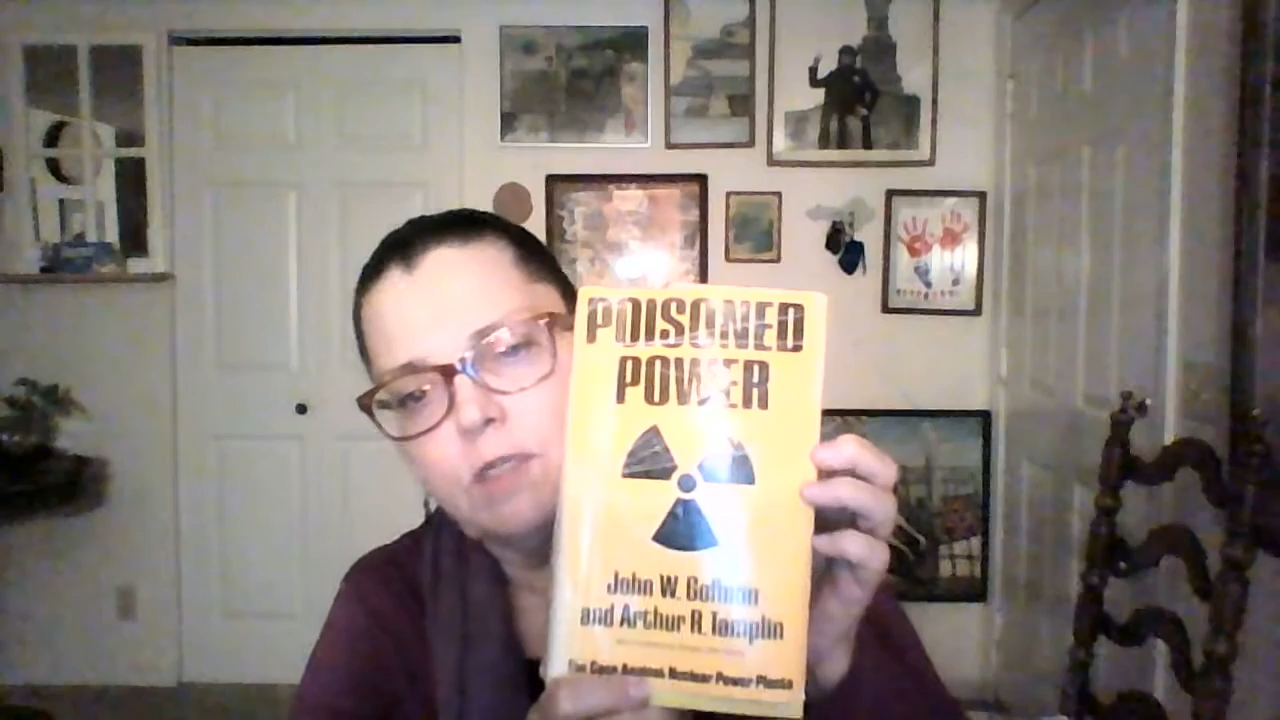 POISONED
POWER
John W. Gofman
and Arthur R. Tamplin
The Case Against Nuclear Power Plants